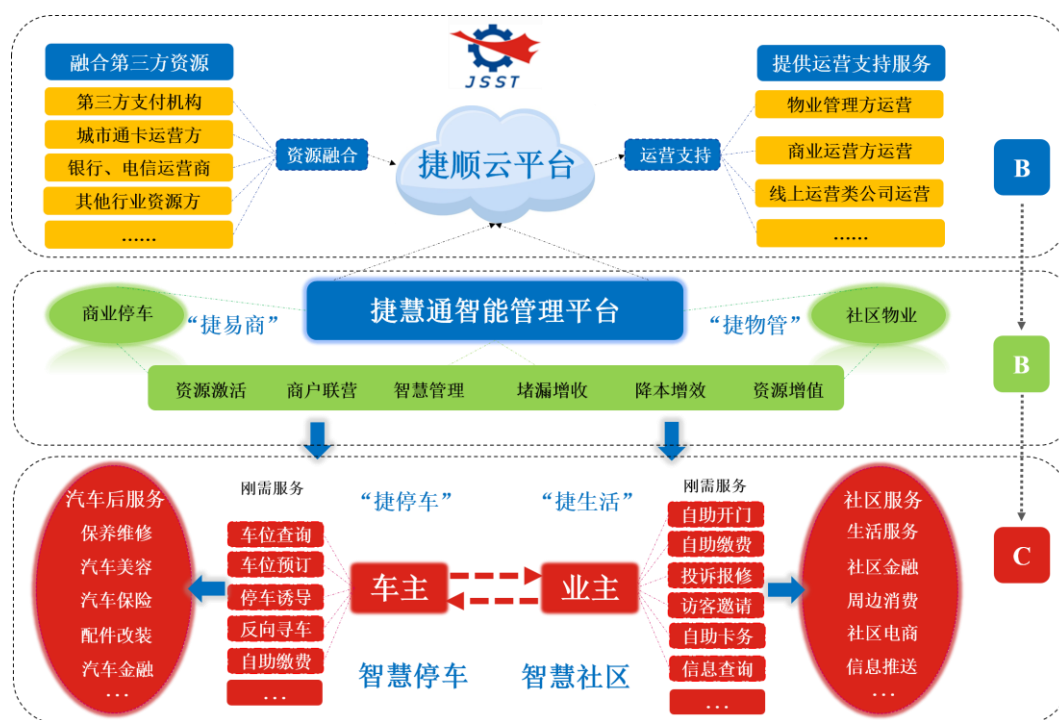 融合第三方资源
第三方支付机构
城市通卡运营方
银行、电信运营商
其他行业资源方
......
资源融合
JSST
捷顺云平台
运营支持
提供运营支持服务
物业管理方运营
商业运营方运营
线上运营类公司运营
......
B
商业停车
“捷易商”
捷慧通智能管理平台
“捷物管”
社区物业
资源激活 商户联营 智慧管理 堵漏增收 降本增效 资源增值
B
汽车后服务
保养维修
汽车美容
汽车保险
配件改装
汽车金融
...
刚需服务
车位查询
车位预订
停车诱导
反向寻车
自助缴费
...
“捷停车”
车主
智慧停车
“捷生活”
业主
智慧社区
刚需服务
自助开门
自助缴费
投诉报修
访客邀请
自助卡务
信息查询
...
社区服务
生活服务
社区金融
周边消费
社区电商
信息推送
...
C